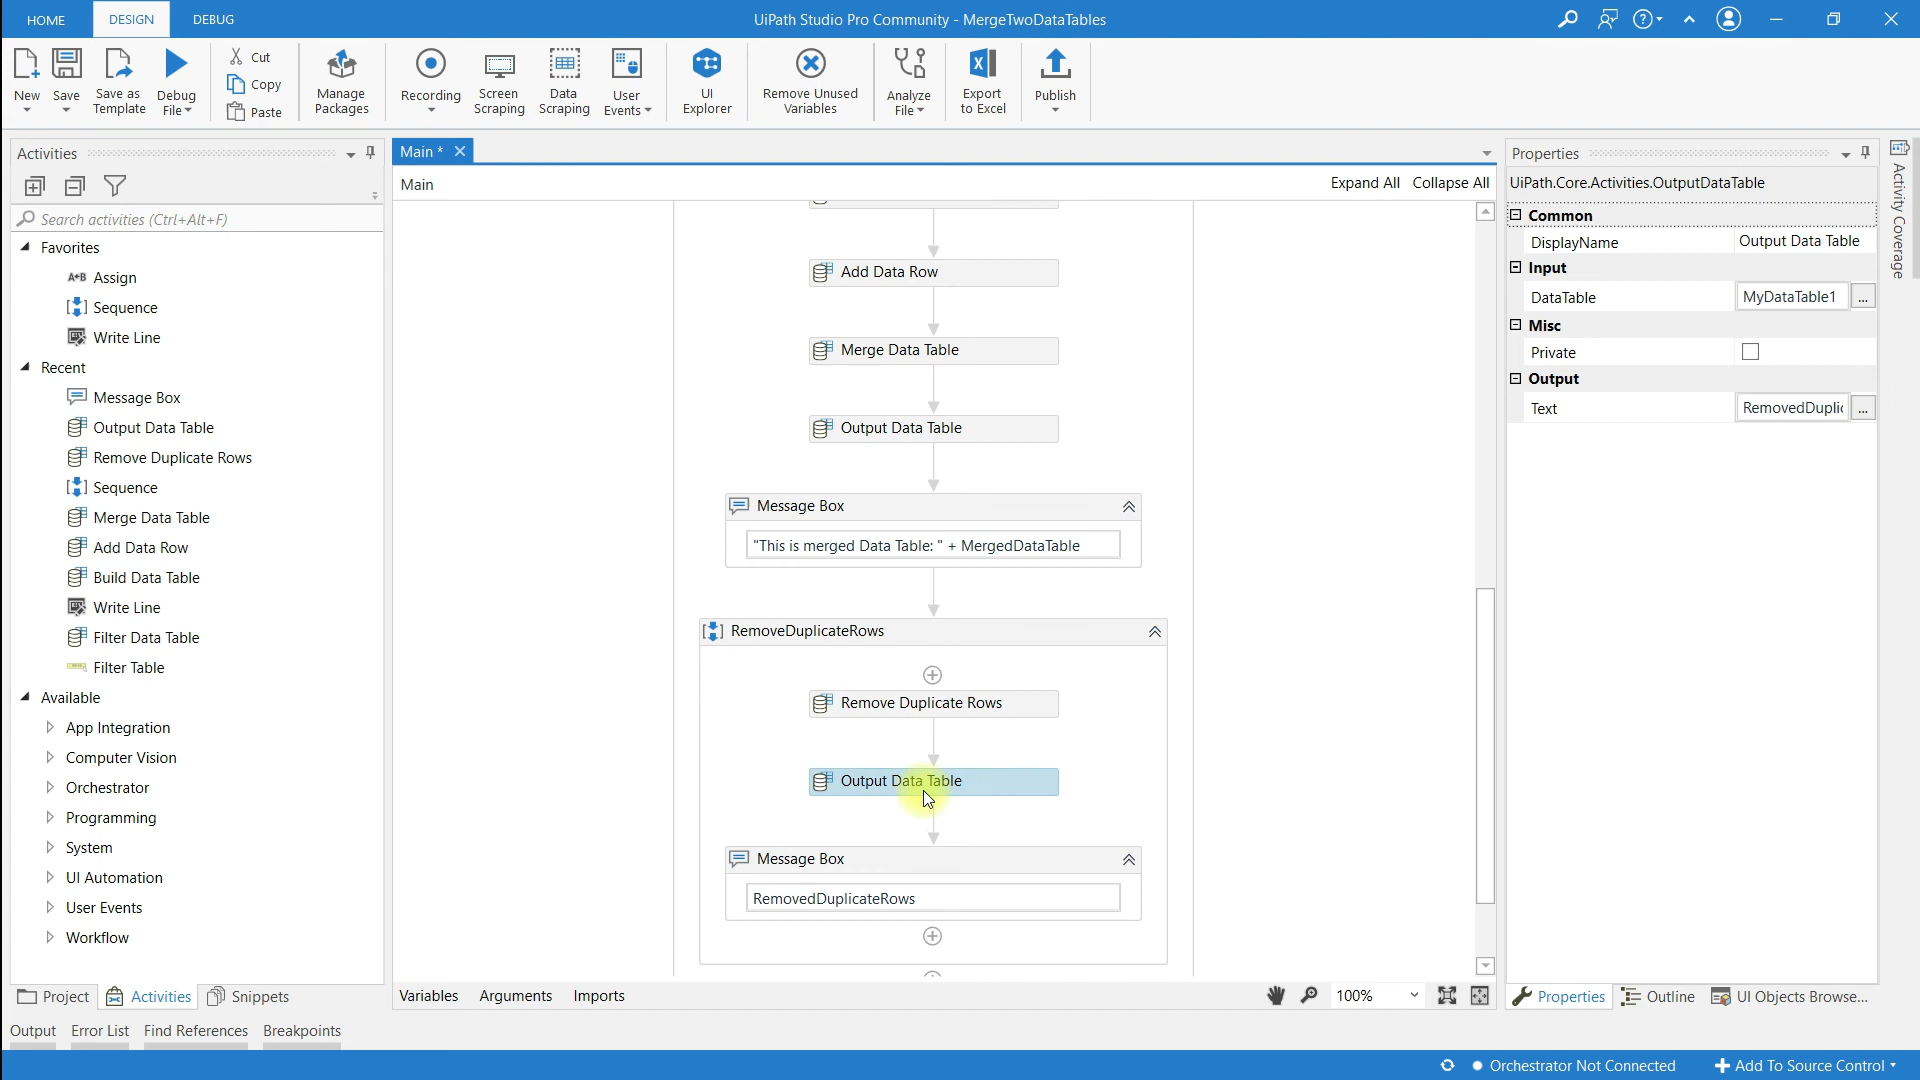 HOME DESIGN DEBUG UiPath Studio Pro Community - MergeTwoDataTables
New Save Save as Template Debug File Cut Copy Paste Manage Packages Recording Screen Scraping Data Scraping User Events UI Explorer Remove Unused Variables Analyze File Export to Excel Publish
Activities
Search activities (Ctrl+Alt+F)
Favorites
A+B Assign
Sequence
Write Line
Recent
Message Box
Output Data Table
Remove Duplicate Rows
Sequence
Merge Data Table
Add Data Row
Build Data Table
Write Line
Filter Data Table
Filter Table
Available
App Integration
Computer Vision
Orchestrator
Programming
System
UI Automation
User Events
Workflow
Project Activities Snippets
Main *
Main Expand All Collapse All
Add Data Row
Merge Data Table
Output Data Table
Message Box
"This is merged Data Table: " + MergedDataTable
RemoveDuplicateRows
Remove Duplicate Rows
Output Data Table
Message Box
RemovedDuplicateRows
Variables Arguments Imports 100%
Properties
UiPath.Core.Activities.OutputDataTable
Common
DisplayName Output Data Table
Input
DataTable MyDataTable1 ...
Misc
Private
Output
Text RemovedDuplic ...
Properties Outline UI Objects Browse...
Activity Coverage
Output Error List Find References Breakpoints
Orchestrator Not Connected Add To Source Control